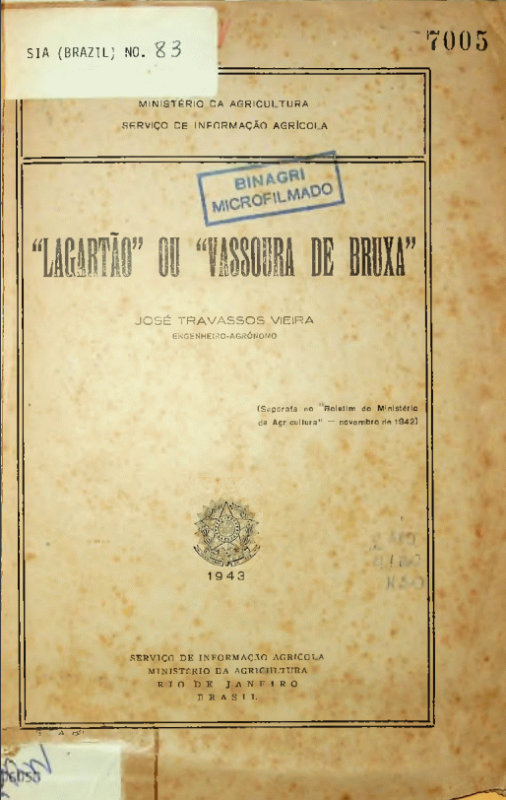 SIA (BRAZIL) NO. 83
7005
MINISTÉRIO DA AGRICULTURA
SERVIÇO DE INFORMAÇÃO AGRÍCOLA
BINAGRI
MICROFILMADO
“LAGARTÃO” OU “VASSOURA DE BRUXA”
JOSÉ TRAVASSOS VIEIRA
ENGENHEIRO-AGRÔNOMO
(Separata do "Boletim do Ministério
da Agricultura" — novembro de 1942)
1943
SERVIÇO DE INFORMAÇÃO AGRICOLA
MINISTÉRIO DA AGRICULTURA
RIO DE JANEIRO
BRASIL